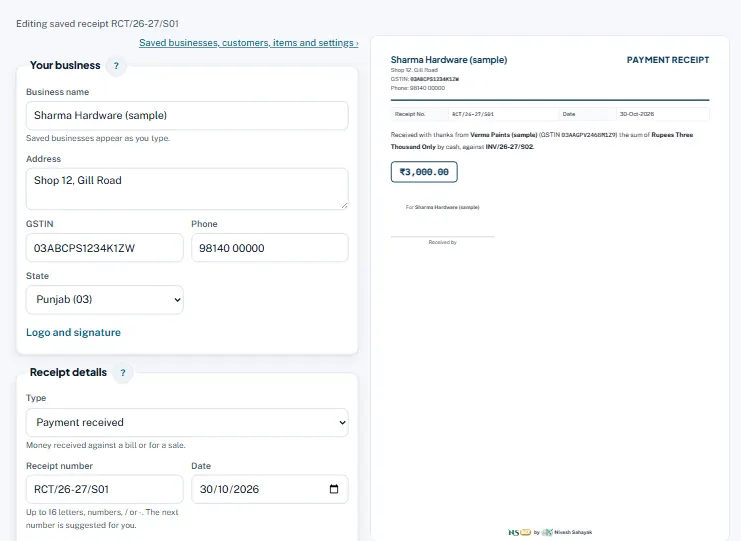 Editing saved receipt RCT/26-27/S01
Saved businesses, customers, items and settings ›
Your business ?
Business name
Sharma Hardware (sample)
Saved businesses appear as you type.
Address
Shop 12, Gill Road
GSTIN Phone
03ABCPS1234K1ZW 98140 00000
State
Punjab (03)
Logo and signature
Receipt details ?
Type
Payment received
Money received against a bill or for a sale.
Receipt number Date
RCT/26-27/S01 30/10/2026
Up to 16 letters, numbers, / or -. The next
number is suggested for you.
Sharma Hardware (sample) PAYMENT RECEIPT
Shop 12, Gill Road
GSTIN: 03ABCPS1234K1ZW
Phone: 98140 00000
Receipt No. RCT/26-27/S01 Date 30-Oct-2026
Received with thanks from Verma Paints (sample) (GSTIN 03AAGPV2468M1Z9) the sum of Rupees Three
Thousand Only by cash, against INV/26-27/S02.
₹3,000.00
For Sharma Hardware (sample)
Received by
by Nivesh Sahayak